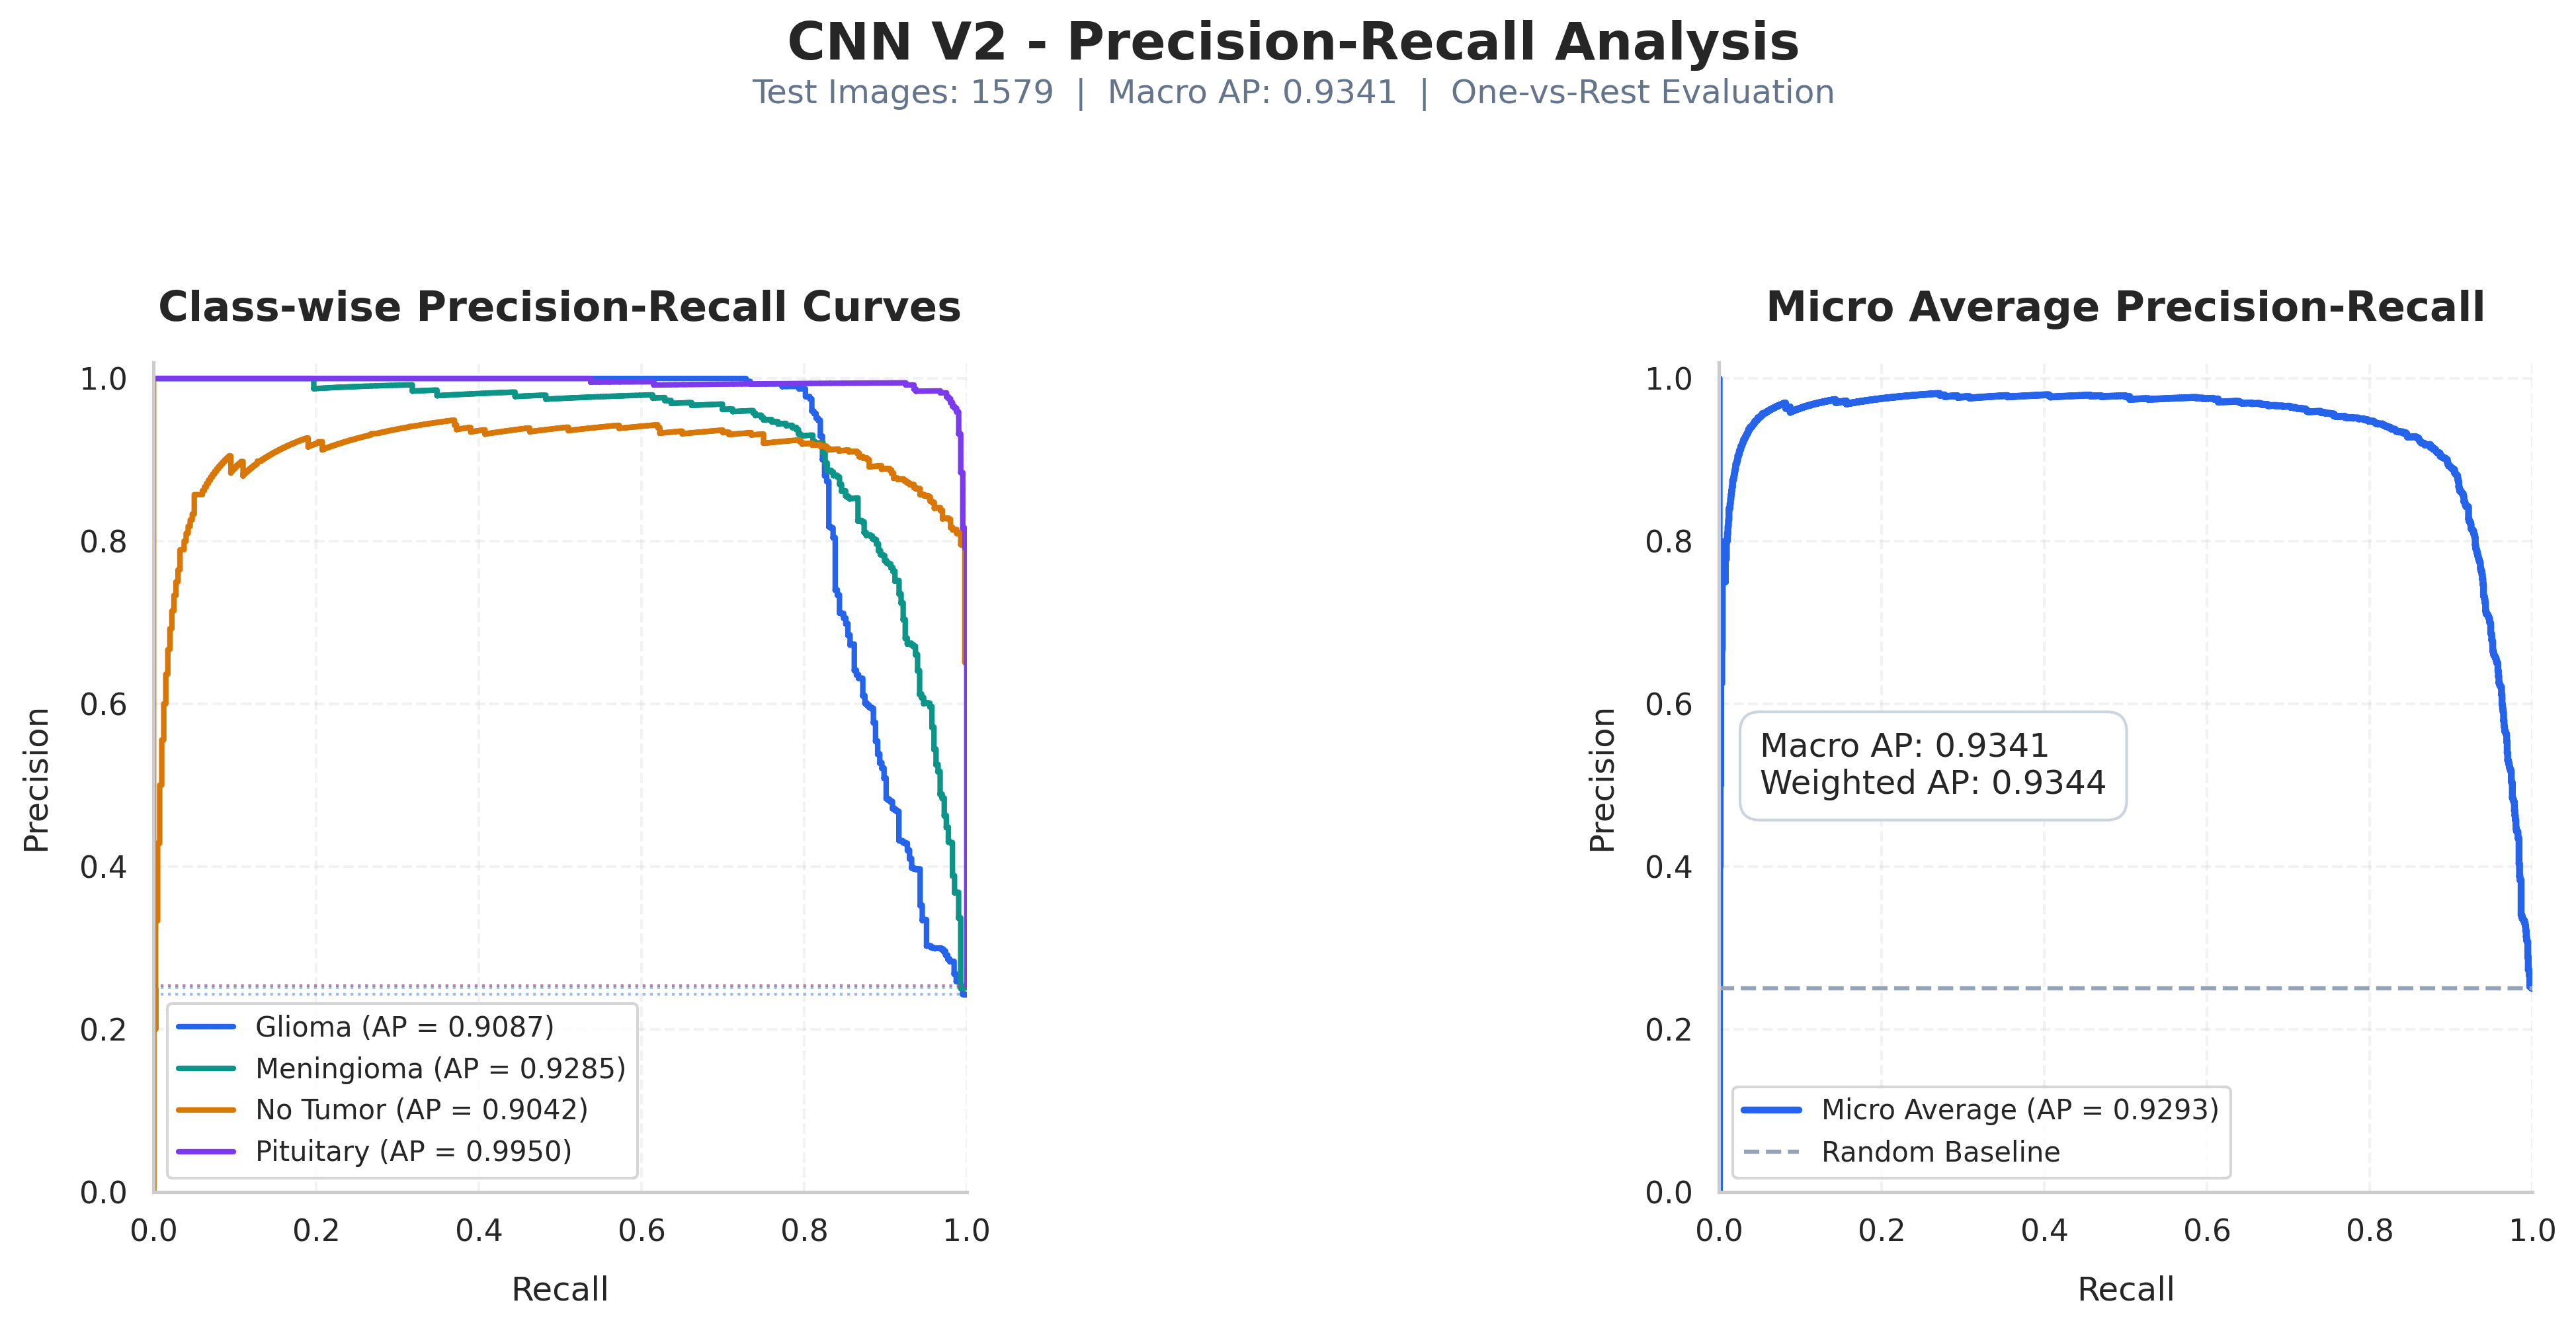 CNN V2 - Precision-Recall Analysis
Test Images: 1579 | Macro AP: 0.9341 | One-vs-Rest Evaluation
Class-wise Precision-Recall Curves
Precision
1.0
0.8
0.6
0.4
0.2
0.0
Glioma (AP = 0.9087)
Meningioma (AP = 0.9285)
No Tumor (AP = 0.9042)
Pituitary (AP = 0.9950)
0.0 0.2 0.4 0.6 0.8 1.0
Recall
Micro Average Precision-Recall
Precision
1.0
0.8
0.6
0.4
0.2
0.0
Macro AP: 0.9341
Weighted AP: 0.9344
Micro Average (AP = 0.9293)
Random Baseline
0.0 0.2 0.4 0.6 0.8 1.0
Recall